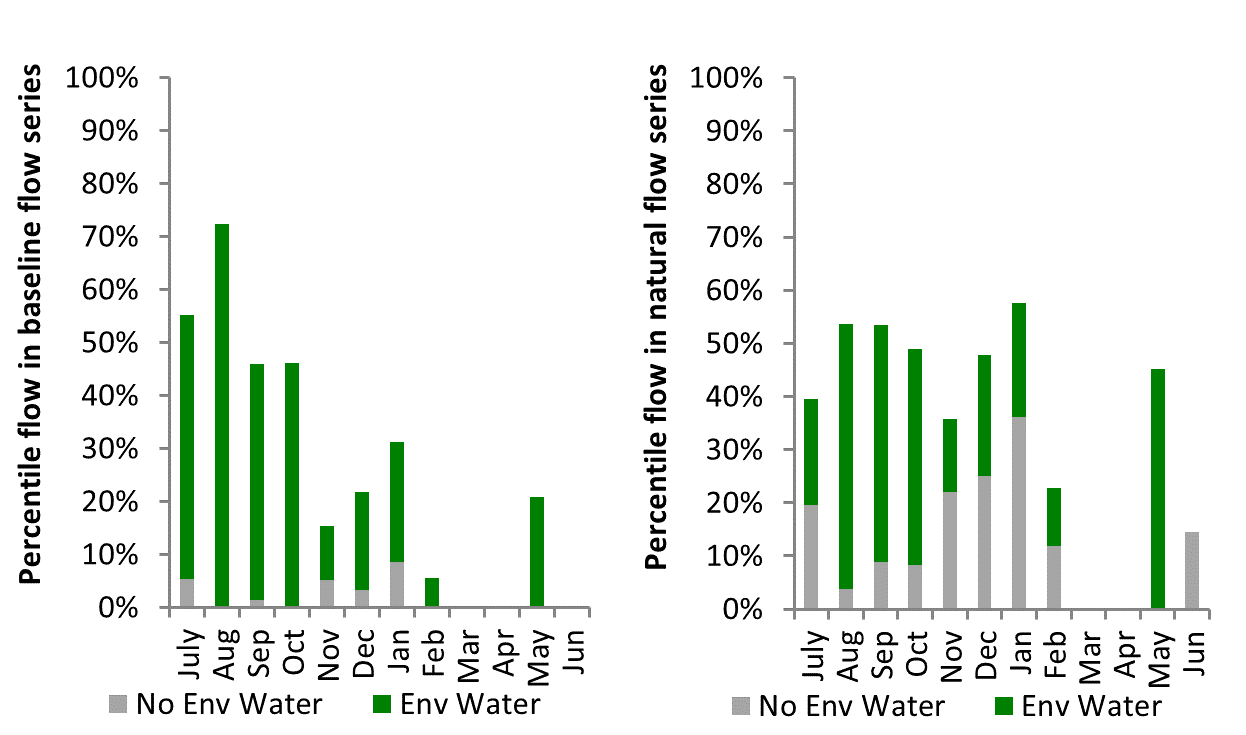 Percentile flow in baseline flow series
100%
90%
80%
70%
60%
50%
40%
30%
20%
10%
0%
July
Aug
Sep
Oct
Nov
Dec
Jan
Feb
Mar
Apr
May
Jun
No Env Water
Env Water
Percentile flow in natural flow series
100%
90%
80%
70%
60%
50%
40%
30%
20%
10%
0%
July
Aug
Sep
Oct
Nov
Dec
Jan
Feb
Mar
Apr
May
Jun
No Env Water
Env Water